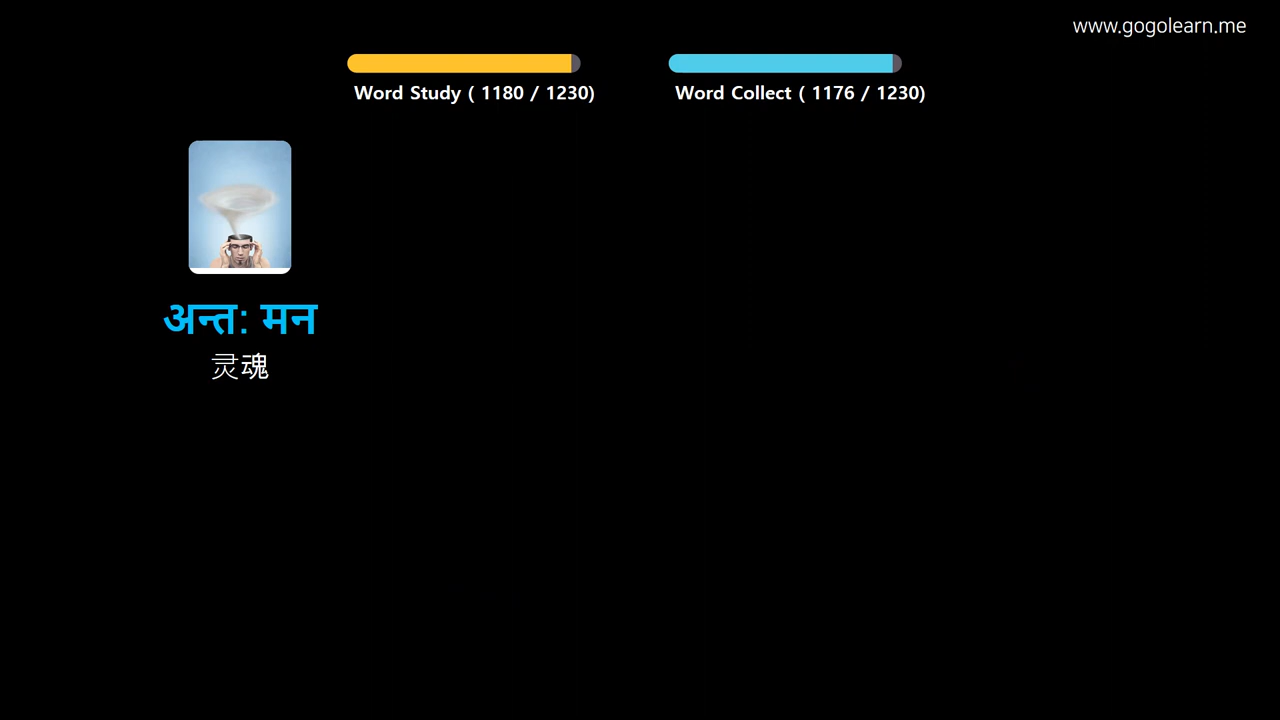 www.gogolearn.me
Word Study ( 1180 / 1230)
Word Collect ( 1176 / 1230)
अन्त: मन
灵魂